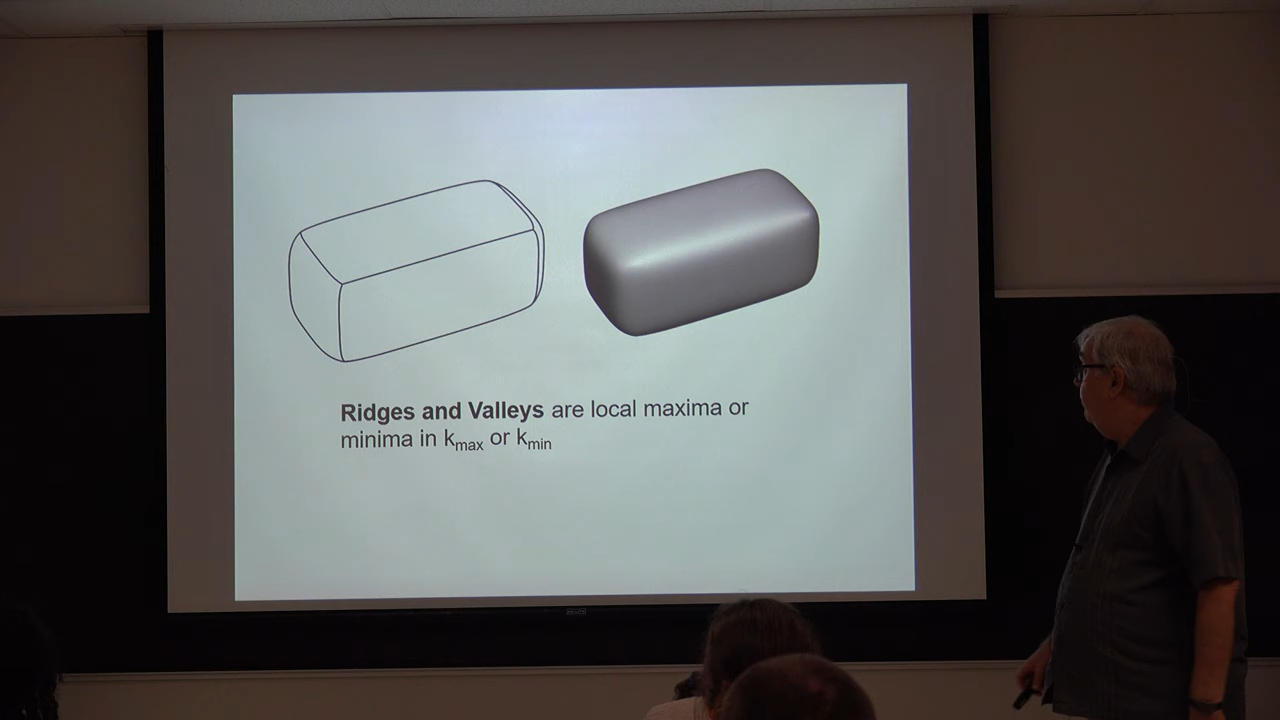 Ridges and Valleys are local maxima or
minima in kmax or kmin